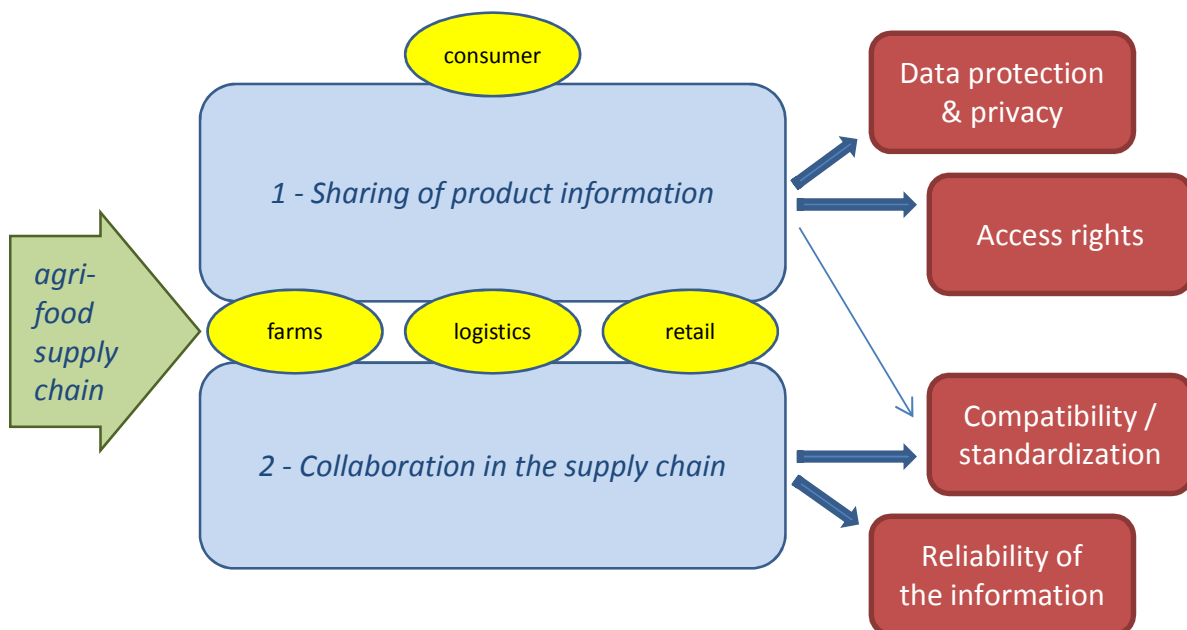 consumer
Data protection
& privacy
1 - Sharing of product information
Access rights
agri-
food
supply
chain
farms
logistics
retail
Compatibility /
standardization
2 - Collaboration in the supply chain
Reliability of
the information